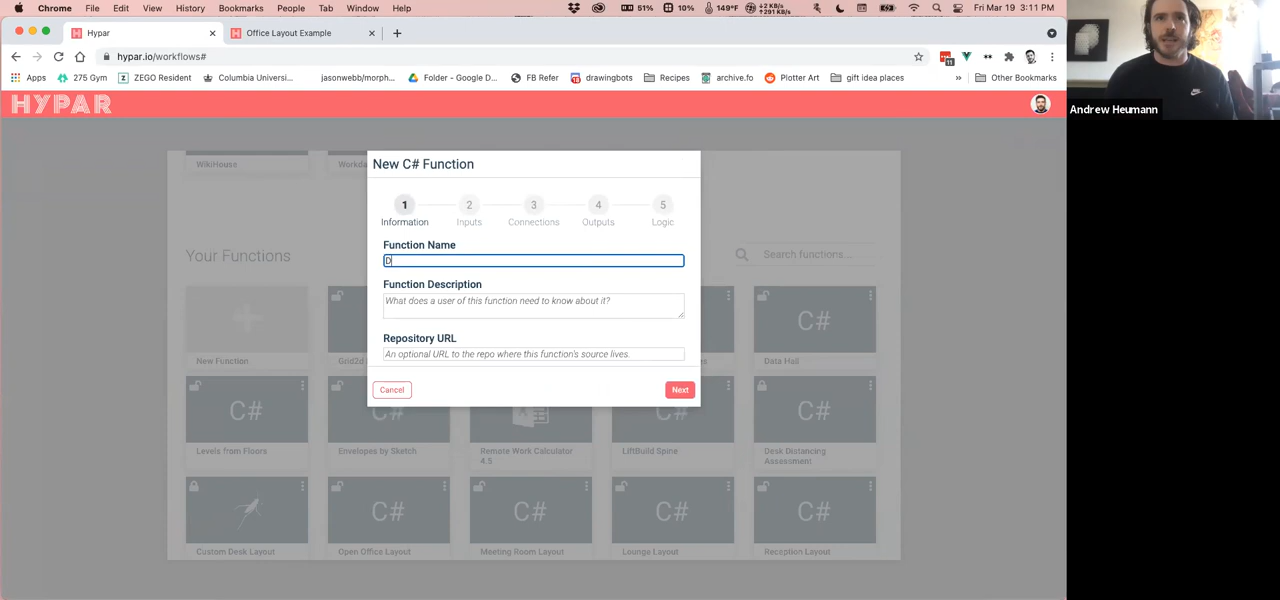 Chrome File Edit View History Bookmarks People Tab Window Help
51% 10% 149°F ↓2 KB/s ↑291 KB/s Fri Mar 19 3:11 PM
Hypar Office Layout Example
hypar.io/workflows#
11
Apps 275 Gym ZEGO Resident Columbia Universi... jasonwebb/morph... Folder - Google D... FB Refer drawingbots Recipes archive.fo Plotter Art gift idea places » Other Bookmarks
HYPAR
Andrew Heumann
WikiHouse Workda
New C# Function
1 2 3 4 5
Information Inputs Connections Outputs Logic
Your Functions
Search functions...
Function Name
D
Function Description
What does a user of this function need to know about it?
Repository URL
An optional URL to the repo where this function's source lives.
Cancel Next
C#
New Function Grid2d Data Hall
C# C# C# C#
Levels from Floors Envelopes by Sketch Remote Work Calculator 4.5 LiftBuild Spine Desk Distancing Assessment
C# C# C# C#
Custom Desk Layout Open Office Layout Meeting Room Layout Lounge Layout Reception Layout